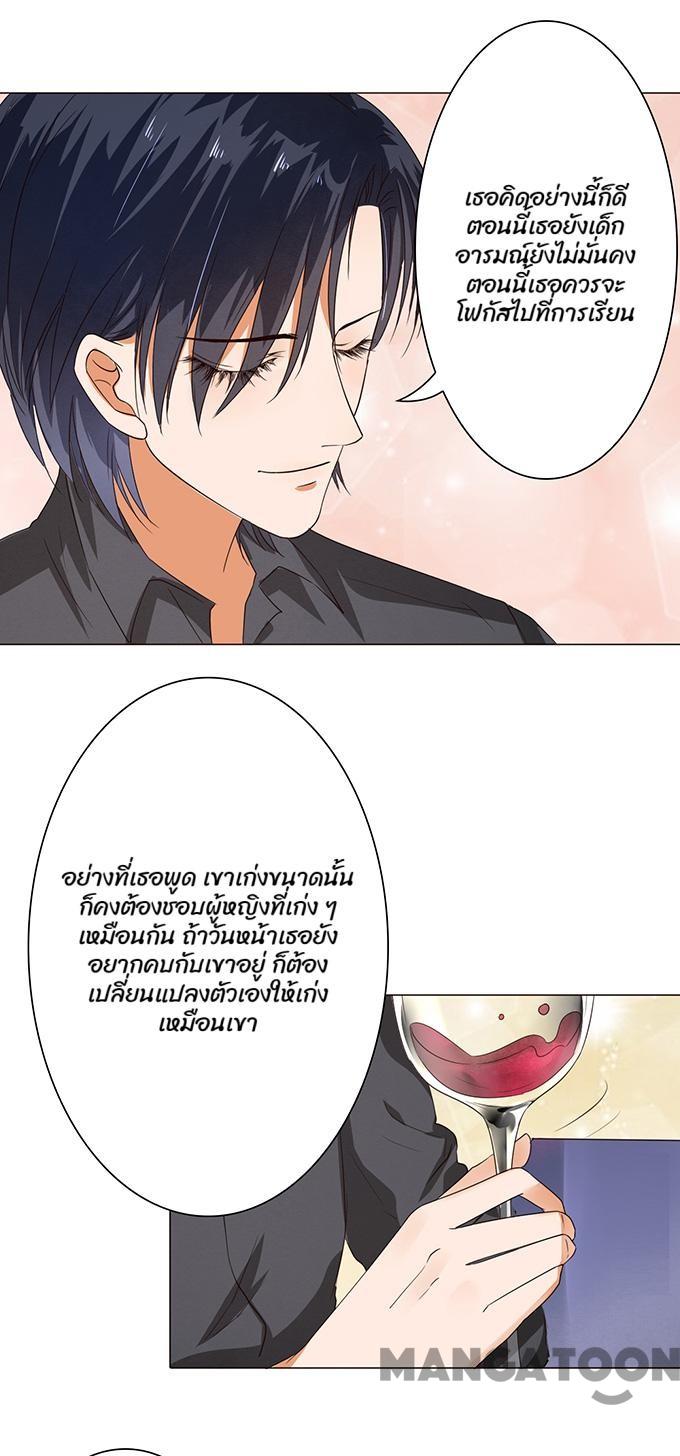 เธอคิดอย่างนี้ก็ดี
ตอนนี้เธอยังเด็ก
อารมณ์ยังไม่มั่นคง
ตอนนี้เธอควรจะ
โฟกัสไปที่การเรียน
อย่างที่เธอพูด เขาเก่งขนาดนั้น
ก็คงต้องชอบผู้หญิงที่เก่ง ๆ
เหมือนกัน ถ้าวันหน้าเธอยัง
อยากคบกับเขาอยู่ ก็ต้อง
เปลี่ยนแปลงตัวเองให้เก่ง
เหมือนเขา
MANGATOON